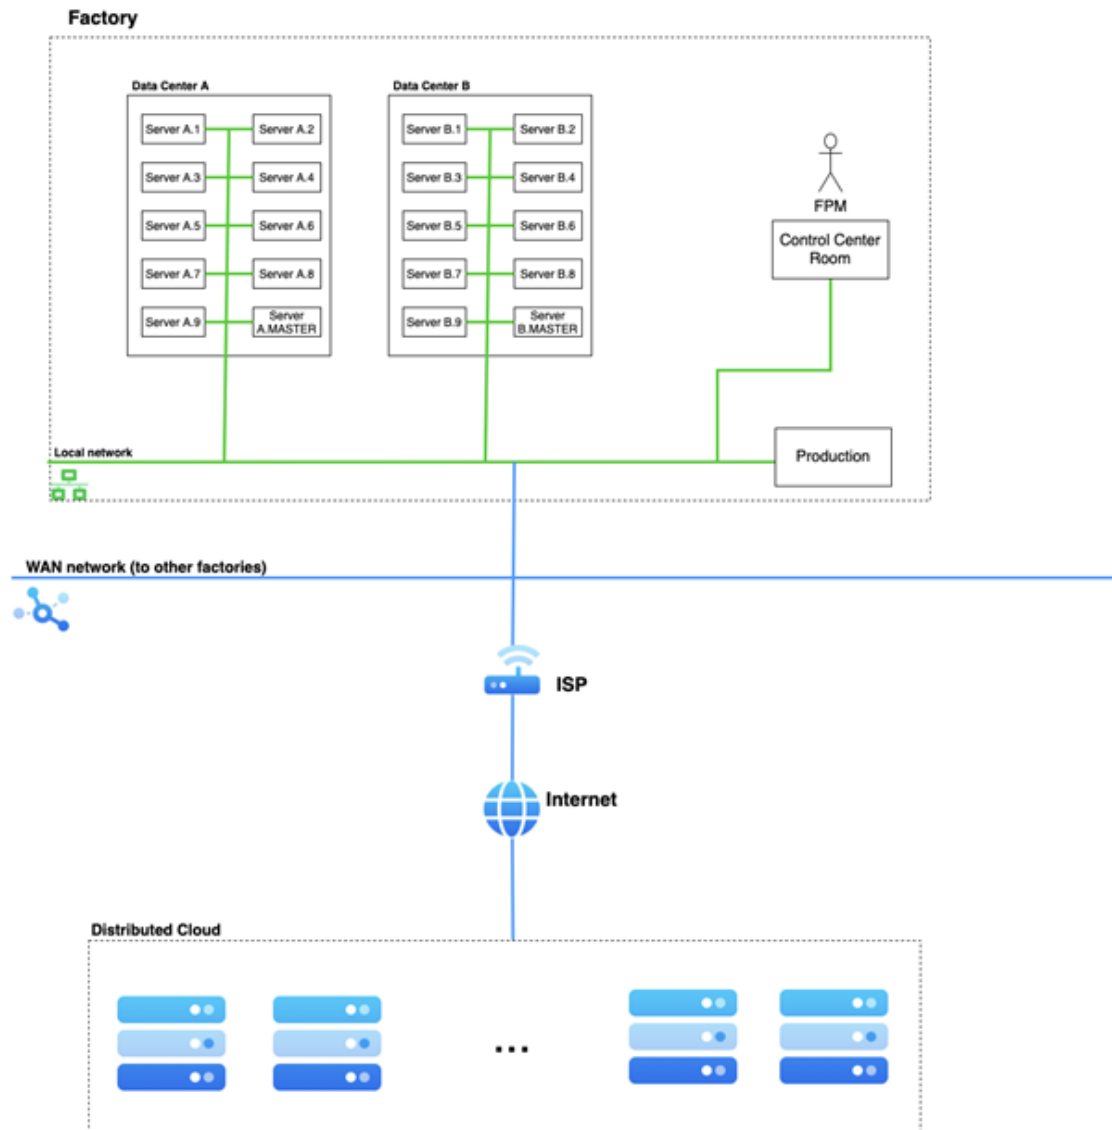 Factory
Data Center A
Data Center B
Server A.1
Server A.2
Server B.1
Server B.2
Server A.3
Server A.4
Server B.3
Server B.4
FPM
Server A.5
Server A.6
Server B.5
Server B.6
Control Center
Room
Server A.7
Server A.8
Server B.7
Server B.8
Server A.9
Server
A.MASTER
Server B.9
Server
B.MASTER
Local network
Production
WAN network (to other factories)
ISP
Internet
Distributed Cloud
...